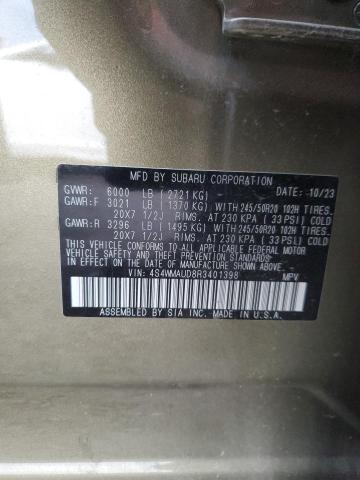 MFD BY SUBARU CORPORATION
GVWR: 6000 LB (2721 KG) DATE: 10/23
GAWR:F 3021 LB (1370 KG) WITH 245/50R20 102H TIRES,
20X7 1/2J RIMS, AT 230 KPA (33 PSI) COLD
GAWR:R 3296 LB (1495 KG) WITH 245/50R20 102H TIRES,
20X7 1/2J RIMS, AT 230 KPA (33 PSI) COLD
THIS VEHICLE CONFORMS TO ALL APPLICABLE FEDERAL MOTOR
VEHICLE SAFETY, BUMPER, AND THEFT PREVENTION STANDARDS
IN EFFECT ON THE DATE OF MANUFACTURE SHOWN ABOVE.
VIN: 4S4WMAUD8R3401398 MPV
ASSEMBLED BY SIA INC. MADE IN U.S.A.